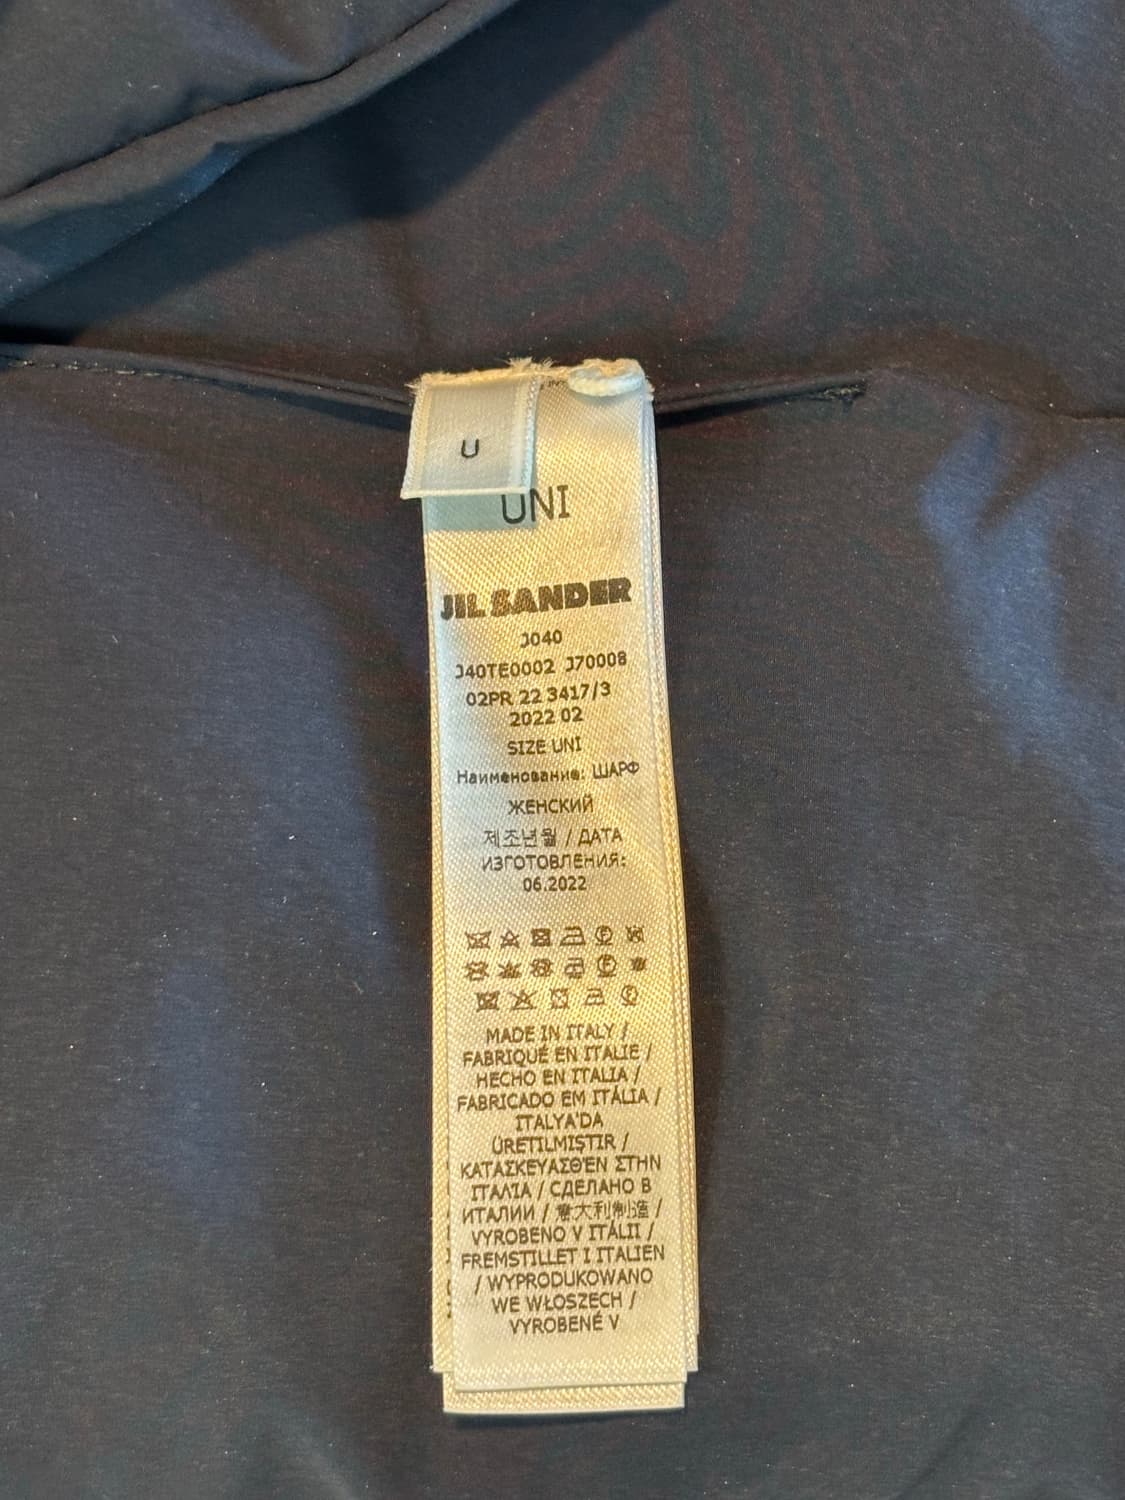 U
UNI
JIL SANDER
J040
J40TE0002 J70008
02PR 22 3417/3
2022 02
SIZE UNI
Наименование: ШАРФ
ЖЕНСКИЙ
제조년월 / ДАТА
ИЗГОТОВЛЕНИЯ:
06.2022
MADE IN ITALY /
FABRIQUÉ EN ITALIE /
HECHO EN ITALIA /
FABRICADO EM ITÁLIA /
ITALYA'DA
ÜRETILMIŞTIR /
ΚΑΤΑΣΚΕΥΑΣΘΈΝ ΣΤΗΝ
ΙΤΑΛΊΑ / СДЕЛАНО В
ИТАЛИИ / 意大利制造 /
VYROBENO V ITÁLII /
FREMSTILLET I ITALIEN
/ WYPRODUKOWANO
WE WŁOSZECH /
VYROBENÉ V